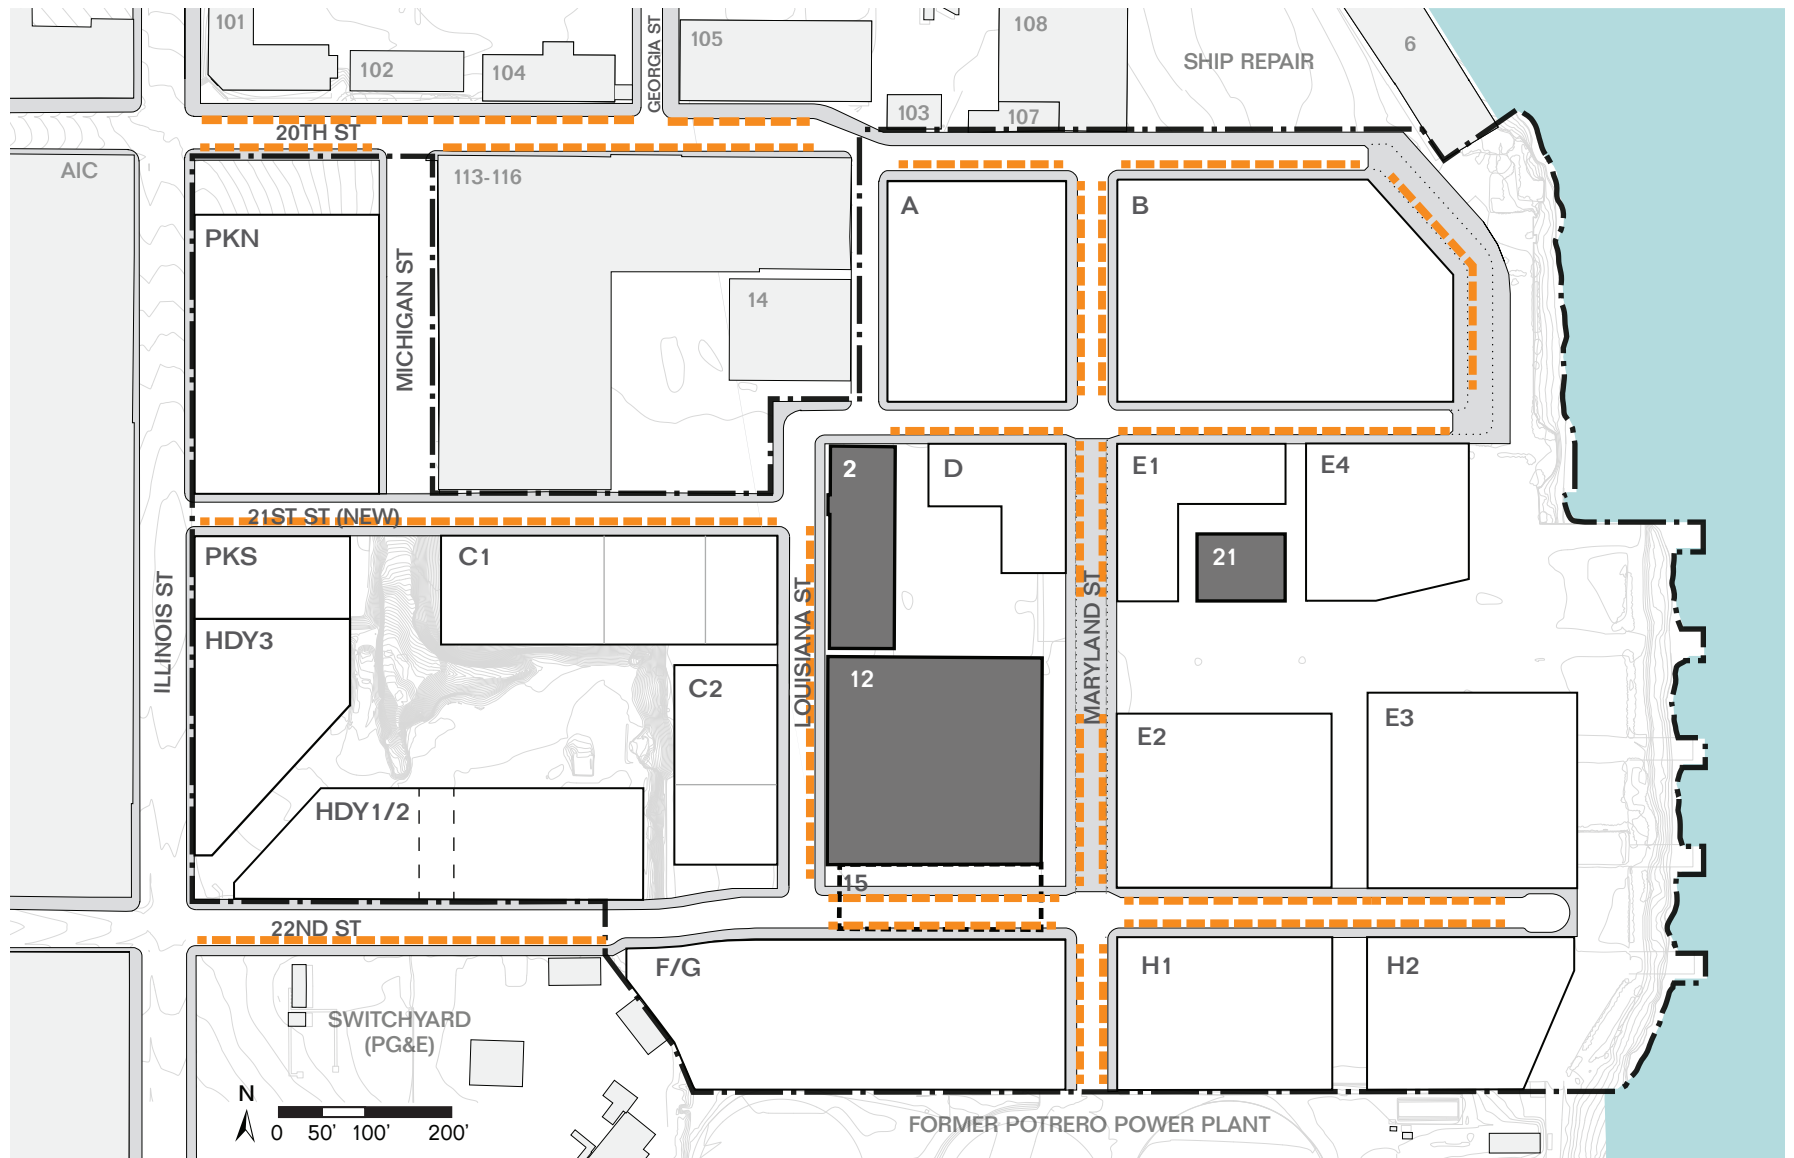 101
102
104
GEORGIA ST
105
103
108
107
SHIP REPAIR
6
20TH ST
AIC
113-116
14
PKN
MICHIGAN ST
A
B
21ST ST (NEW)
2
D
E1
E4
21
PKS
C1
HDY3
ILLINOIS ST
LOUISIANA ST
MARYLAND ST
C2
12
E2
E3
HDY1/2
15
22ND ST
F/G
H1
H2
SWITCHYARD
(PG&E)
N
0 50' 100' 200'
FORMER POTRERO POWER PLANT